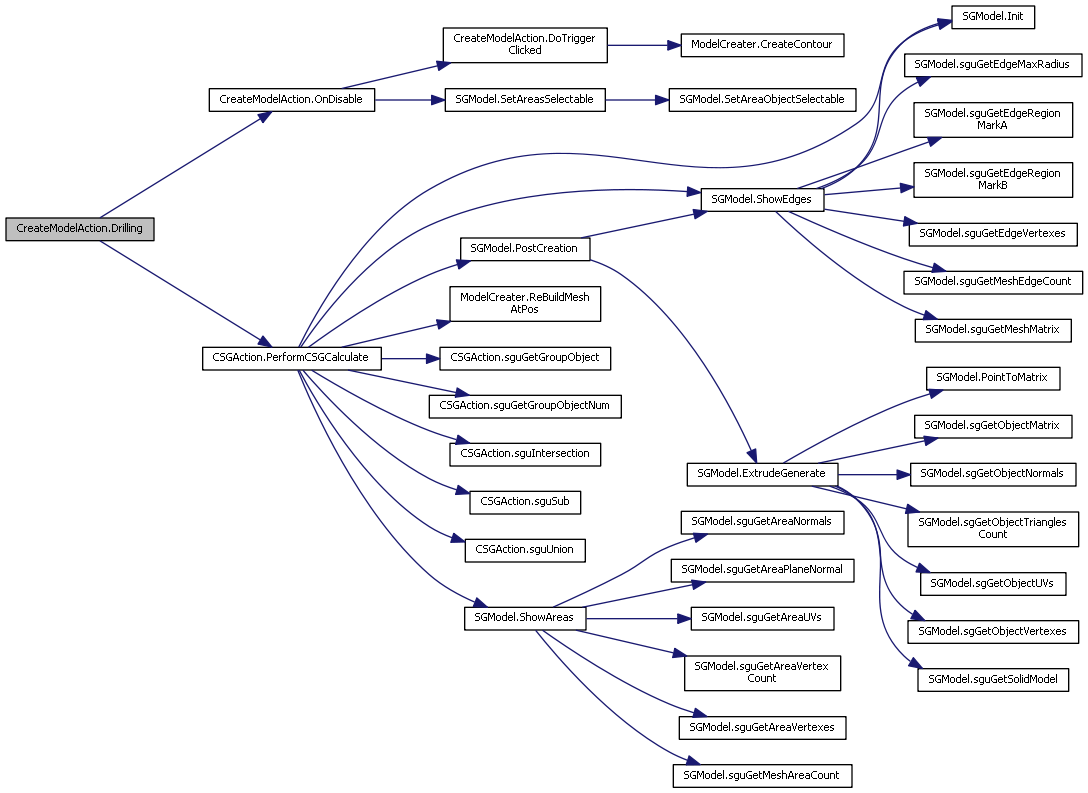 CreateModelAction.Drilling
CreateModelAction.OnDisable
CSGAction.PerformCSGCalculate
CreateModelAction.DoTrigger
Clicked
SGModel.SetAreasSelectable
SGModel.PostCreation
ModelCreater.ReBuildMesh
AtPos
CSGAction.sguGetGroupObject
CSGAction.sguGetGroupObjectNum
CSGAction.sguIntersection
CSGAction.sguSub
CSGAction.sguUnion
SGModel.ShowAreas
ModelCreater.CreateContour
SGModel.SetAreaObjectSelectable
SGModel.ShowEdges
SGModel.ExtrudeGenerate
SGModel.sguGetAreaNormals
SGModel.sguGetAreaPlaneNormal
SGModel.sguGetAreaUVs
SGModel.sguGetAreaVertex
Count
SGModel.sguGetAreaVertexes
SGModel.sguGetMeshAreaCount
SGModel.Init
SGModel.sguGetEdgeMaxRadius
SGModel.sguGetEdgeRegion
MarkA
SGModel.sguGetEdgeRegion
MarkB
SGModel.sguGetEdgeVertexes
SGModel.sguGetMeshEdgeCount
SGModel.sguGetMeshMatrix
SGModel.PointToMatrix
SGModel.sgGetObjectMatrix
SGModel.sgGetObjectNormals
SGModel.sgGetObjectTriangles
Count
SGModel.sgGetObjectUVs
SGModel.sgGetObjectVertexes
SGModel.sguGetSolidModel